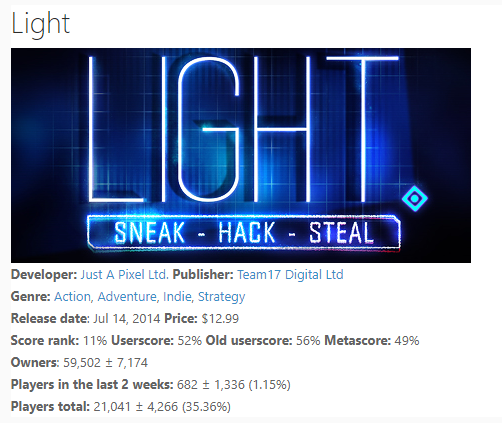 Light
LIGHT.
SNEAK - HACK - STEAL
Developer: Just A Pixel Ltd. Publisher: Team17 Digital Ltd
Genre: Action, Adventure, Indie, Strategy
Release date: Jul 14, 2014 Price: $12.99
Score rank: 11% Userscore: 52% Old userscore: 56% Metascore: 49%
Owners: 59,502 ± 7,174
Players in the last 2 weeks: 682 ± 1,336 (1.15%)
Players total: 21,041 ± 4,266 (35.36%)